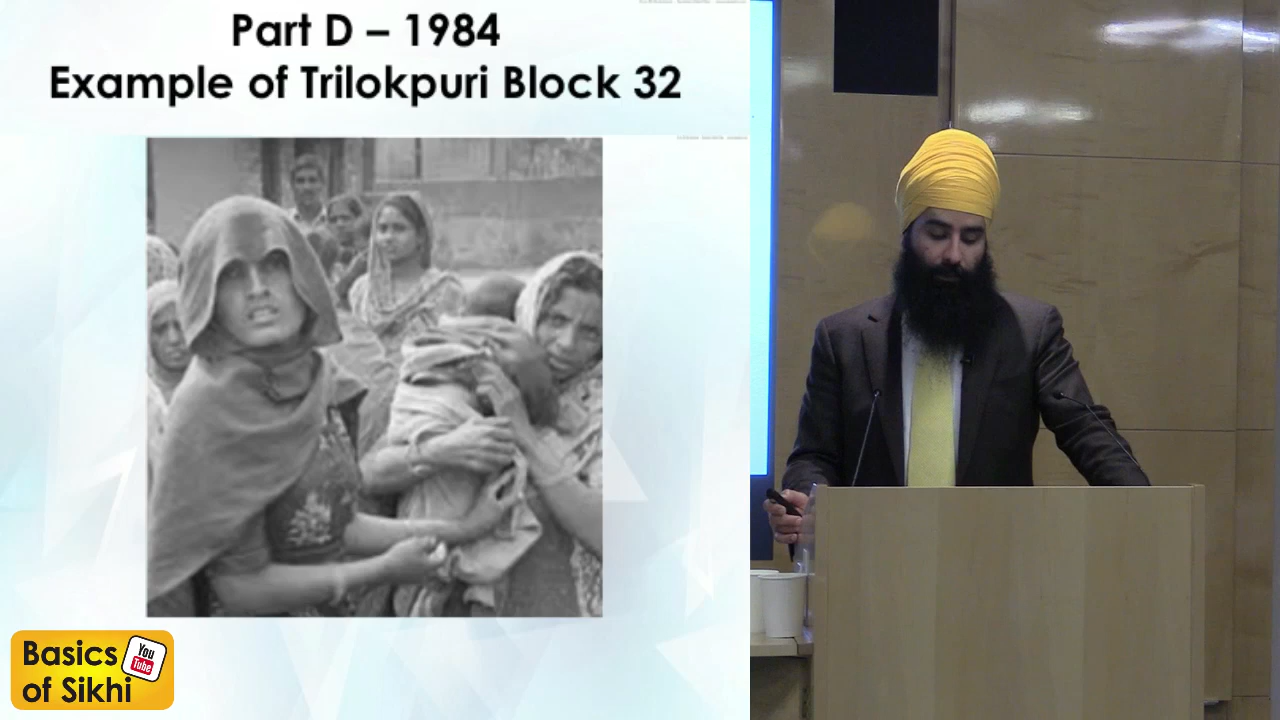 Part D – 1984
Example of Trilokpuri Block 32
Basics
of Sikhi
You
Tube